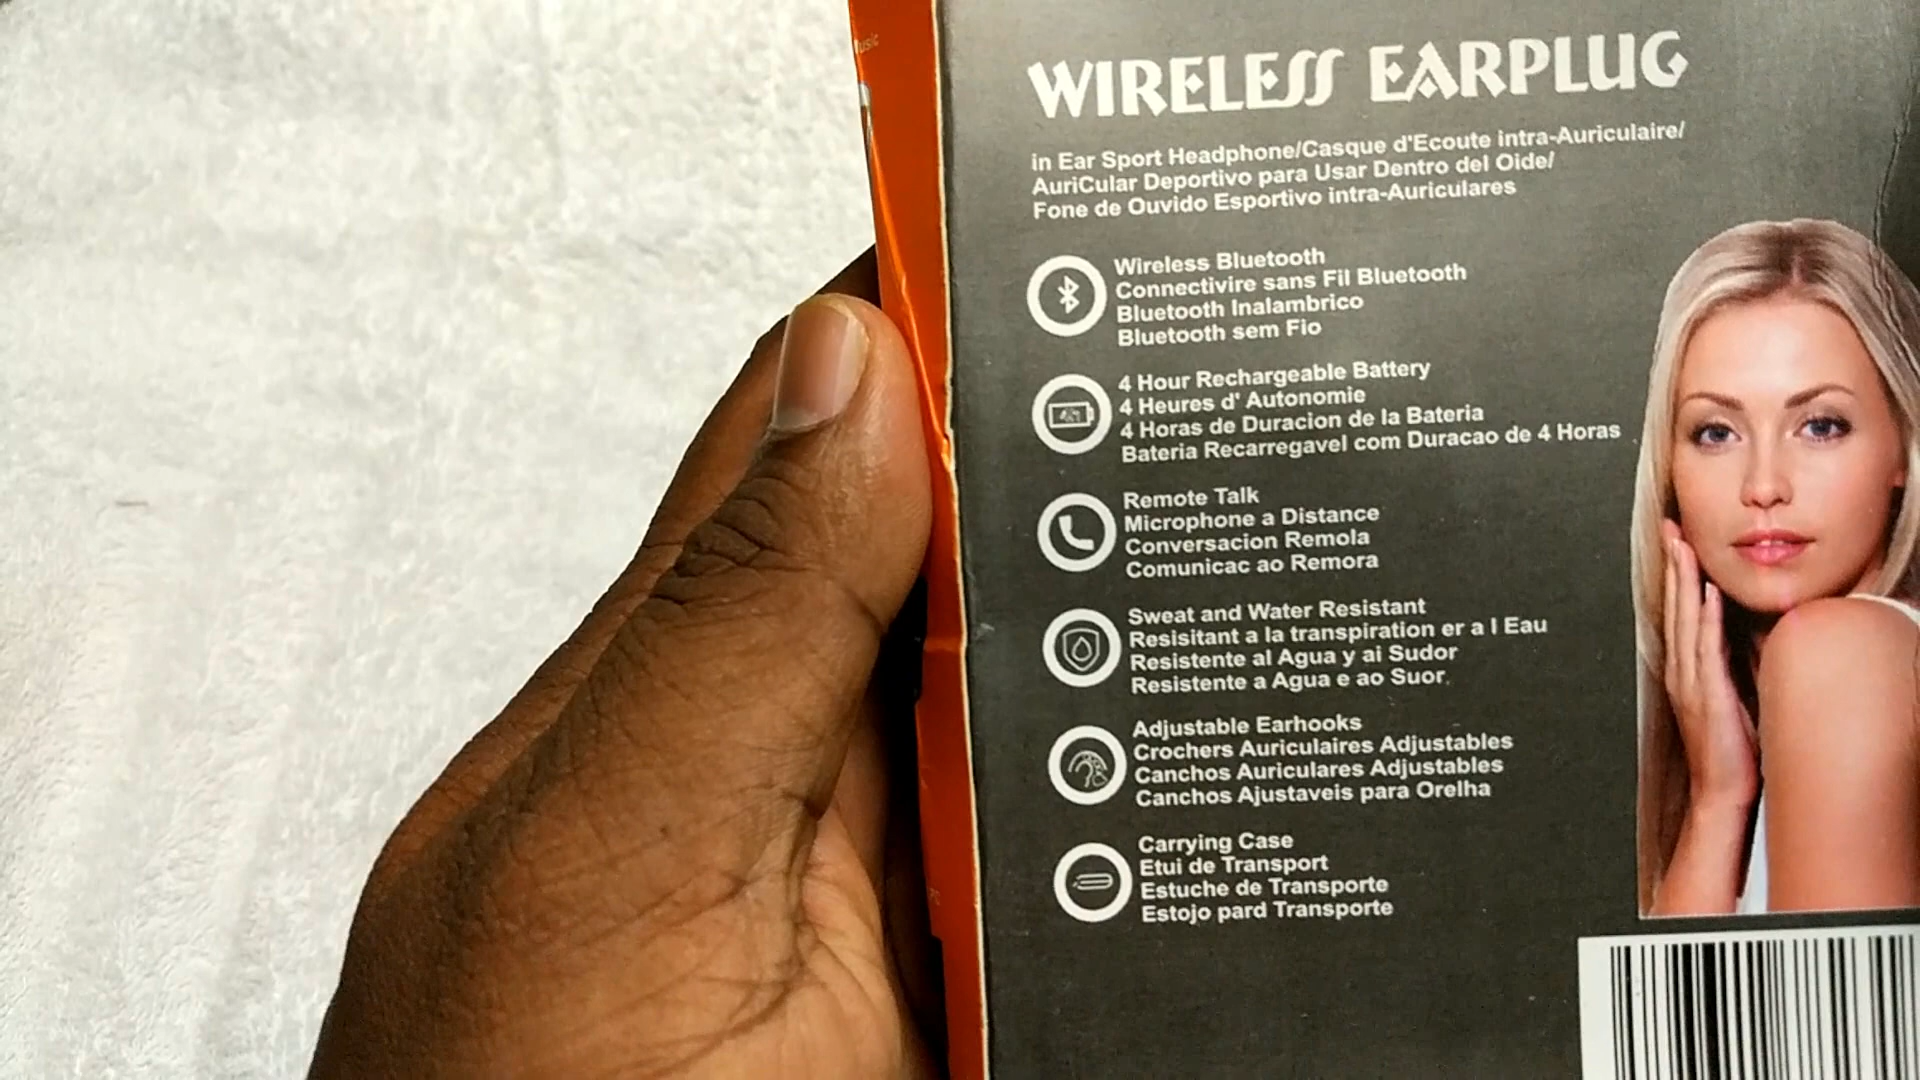 WIRELESS EARPLUG
in Ear Sport Headphone/Casque d'Ecoute intra-Auriculaire/
AuriCular Deportivo para Usar Dentro del Oide/
Fone de Ouvido Esportivo intra-Auriculares
Wireless Bluetooth
Connectivire sans Fil Bluetooth
Bluetooth Inalambrico
Bluetooth sem Fio
4 Hour Rechargeable Battery
4 Heures d' Autonomie
4 Horas de Duracion de la Bateria
Bateria Recarregavel com Duracao de 4 Horas
Remote Talk
Microphone a Distance
Conversacion Remola
Comunicac ao Remora
Sweat and Water Resistant
Resisitant a la transpiration er a l Eau
Resistente al Agua y ai Sudor
Resistente a Agua e ao Suor.
Adjustable Earhooks
Crochers Auriculaires Adjustables
Canchos Auriculares Adjustables
Canchos Ajustaveis para Orelha
Carrying Case
Etui de Transport
Estuche de Transporte
Estojo pard Transporte